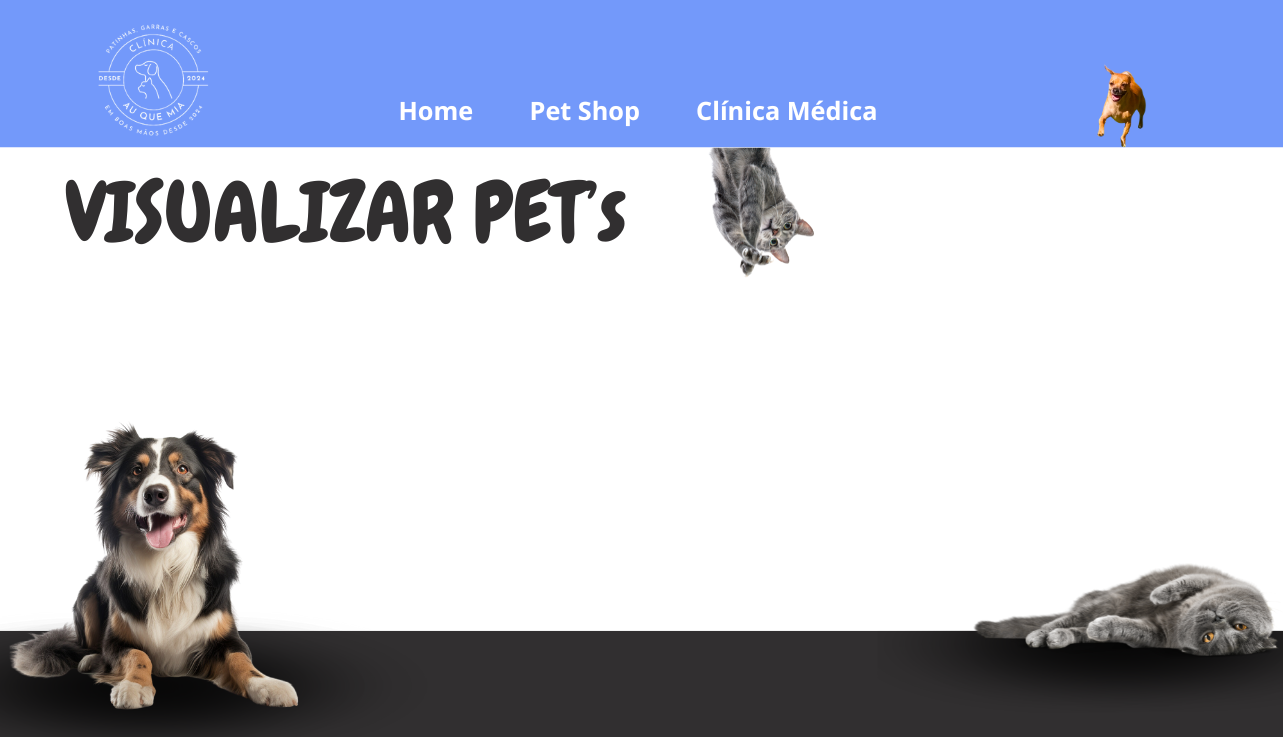 PATINHAS, GARRAS E CASCOS
CLÍNICA
DESDE 2024
AU QUE MIA
EM BOAS MÃOS DESDE 2024
Home Pet Shop Clínica Médica
VISUALIZAR PET's